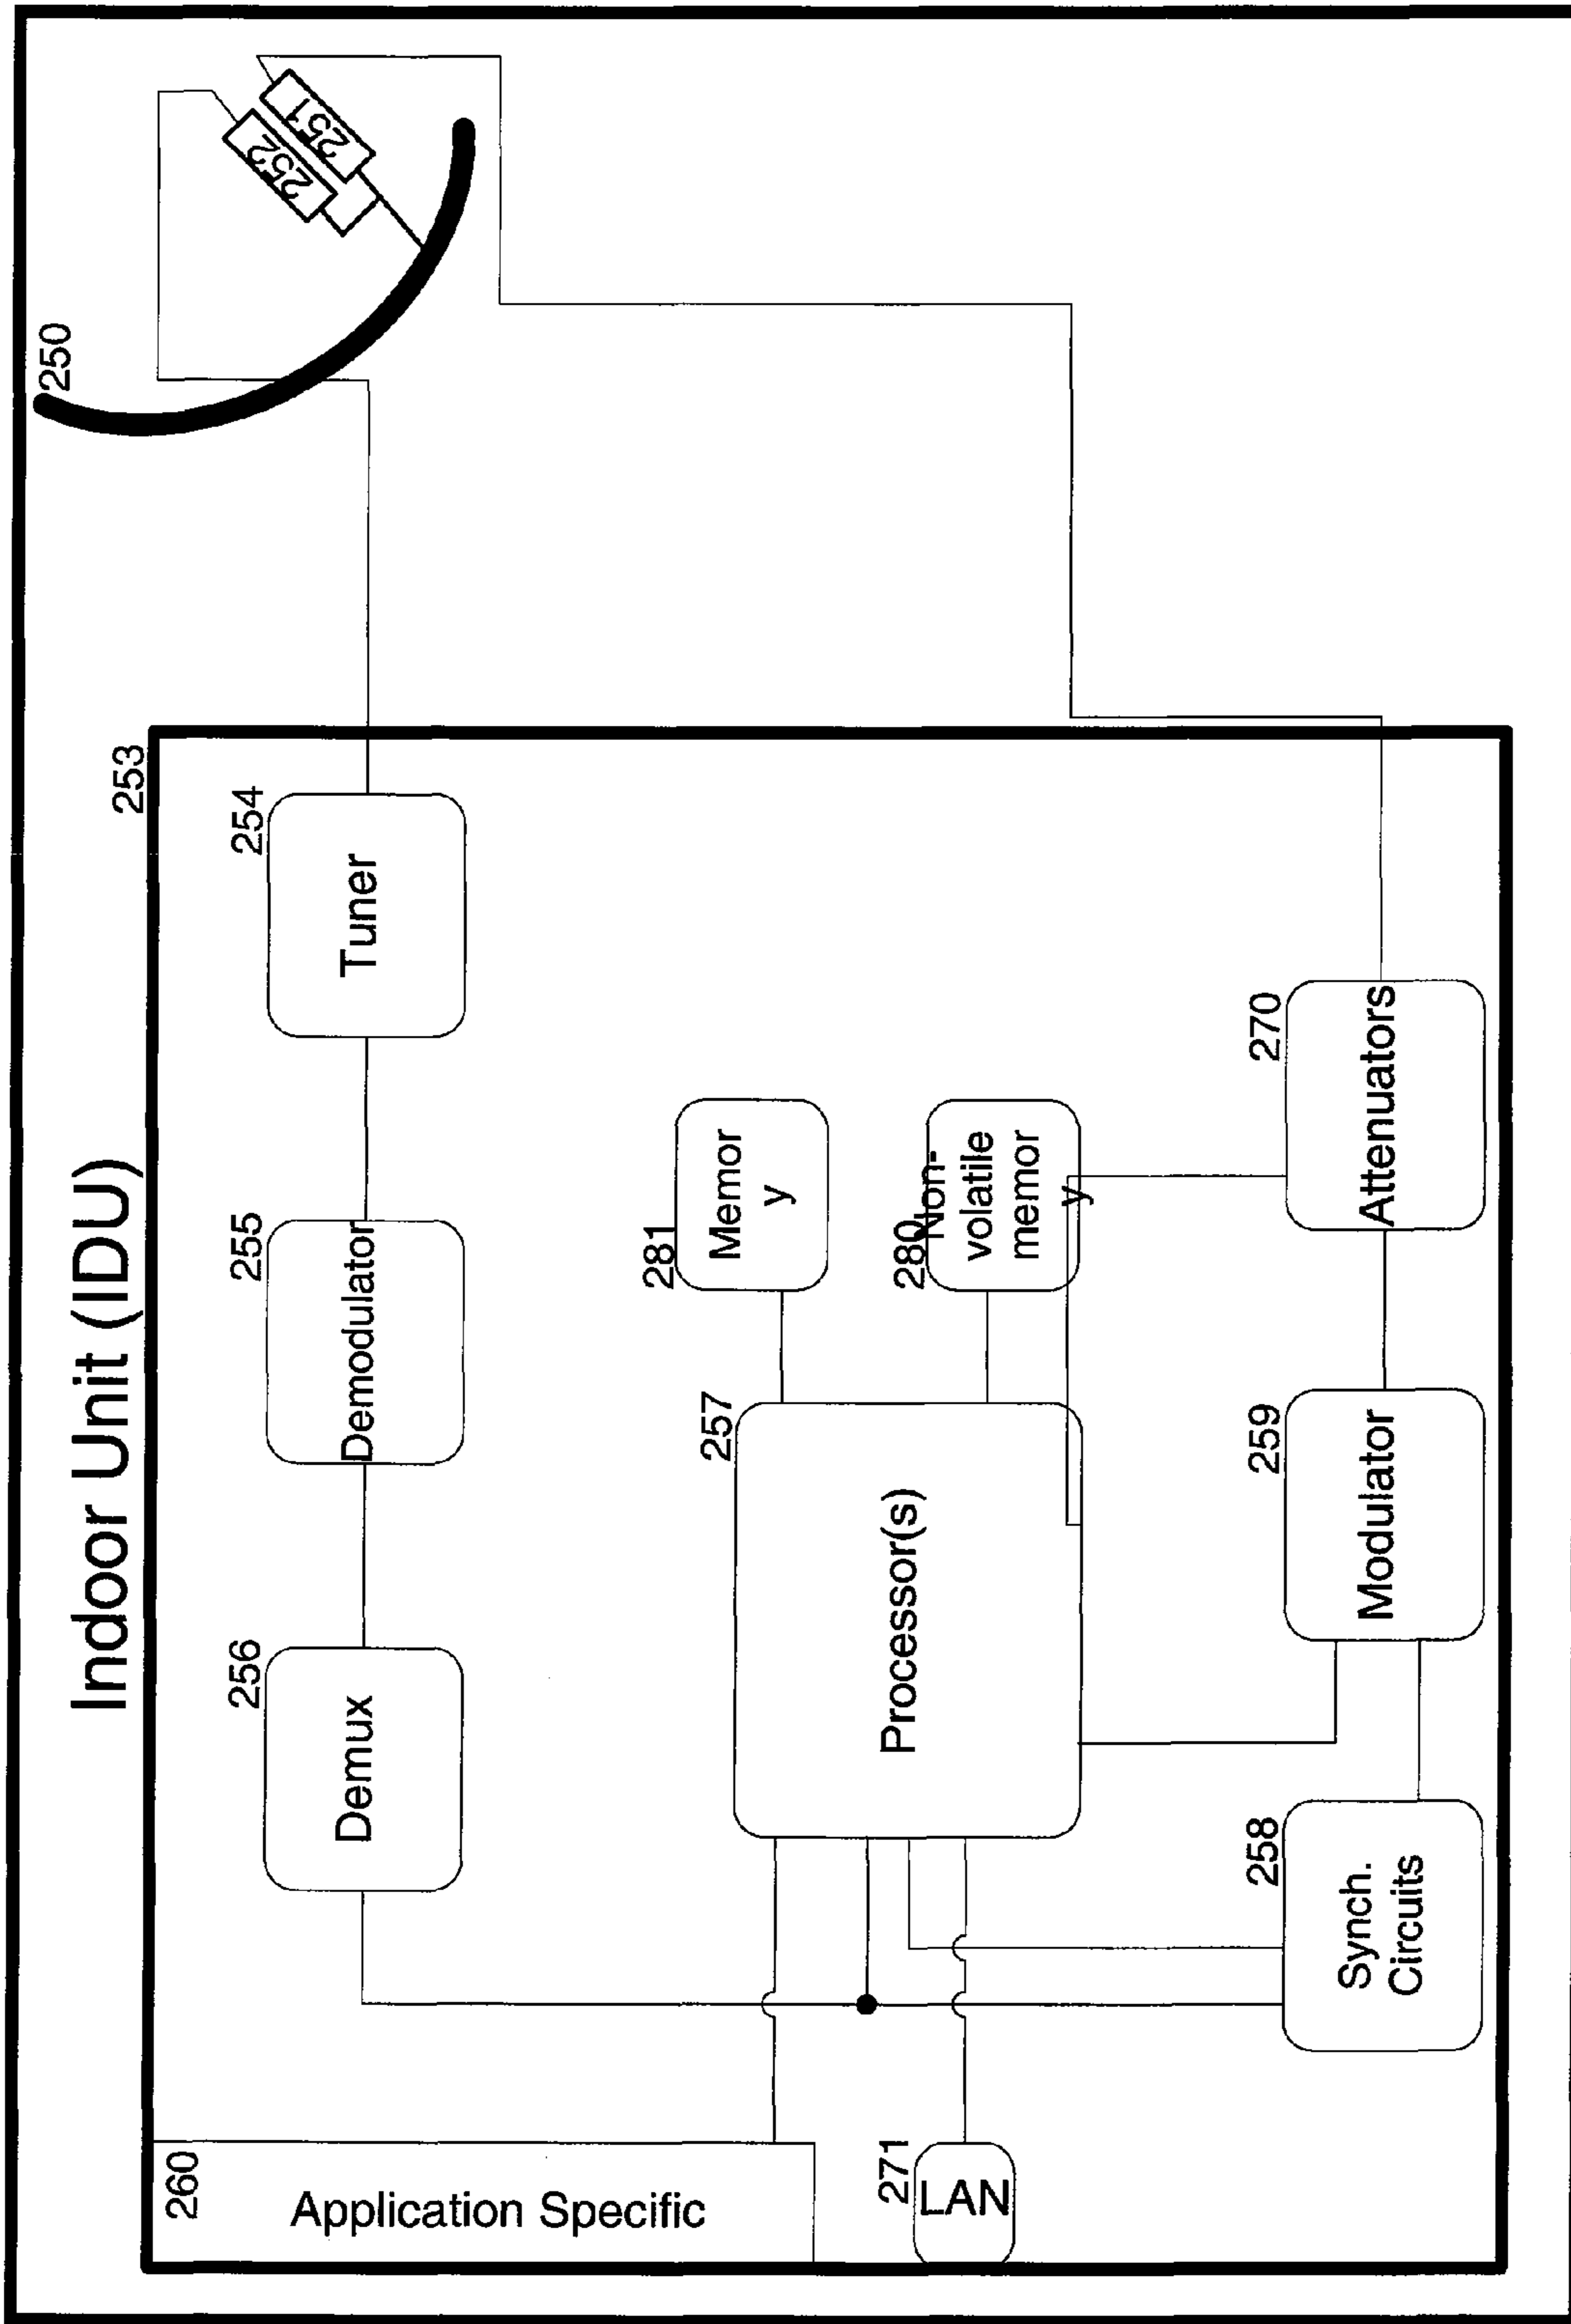 Indoor Unit (IDU)
250
252
251
253
260
Application Specific
256
Demux
255
Demodulator
254
Tuner
281
Memor
y
257
Processor(s)
280
Non-
volatile
memor
y
271
LAN
258
Synch.
Circuits
259
Modulator
270
Attenuators